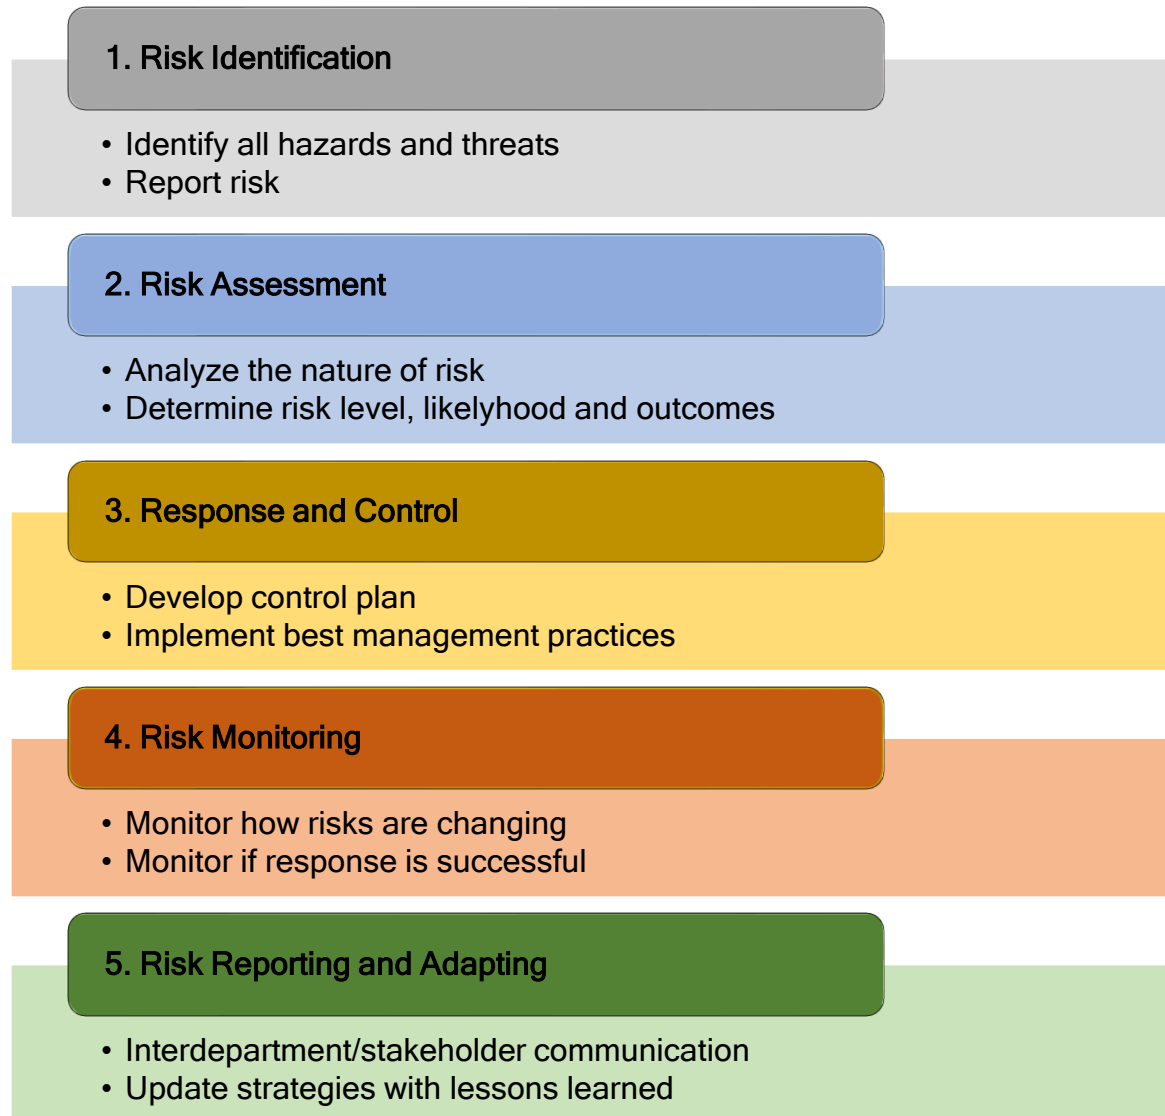 1. Risk Identification
• Identify all hazards and threats
• Report risk
2. Risk Assessment
• Analyze the nature of risk
• Determine risk level, likelyhood and outcomes
3. Response and Control
• Develop control plan
• Implement best management practices
4. Risk Monitoring
• Monitor how risks are changing
• Monitor if response is successful
5. Risk Reporting and Adapting
• Interdepartment/stakeholder communication
• Update strategies with lessons learned